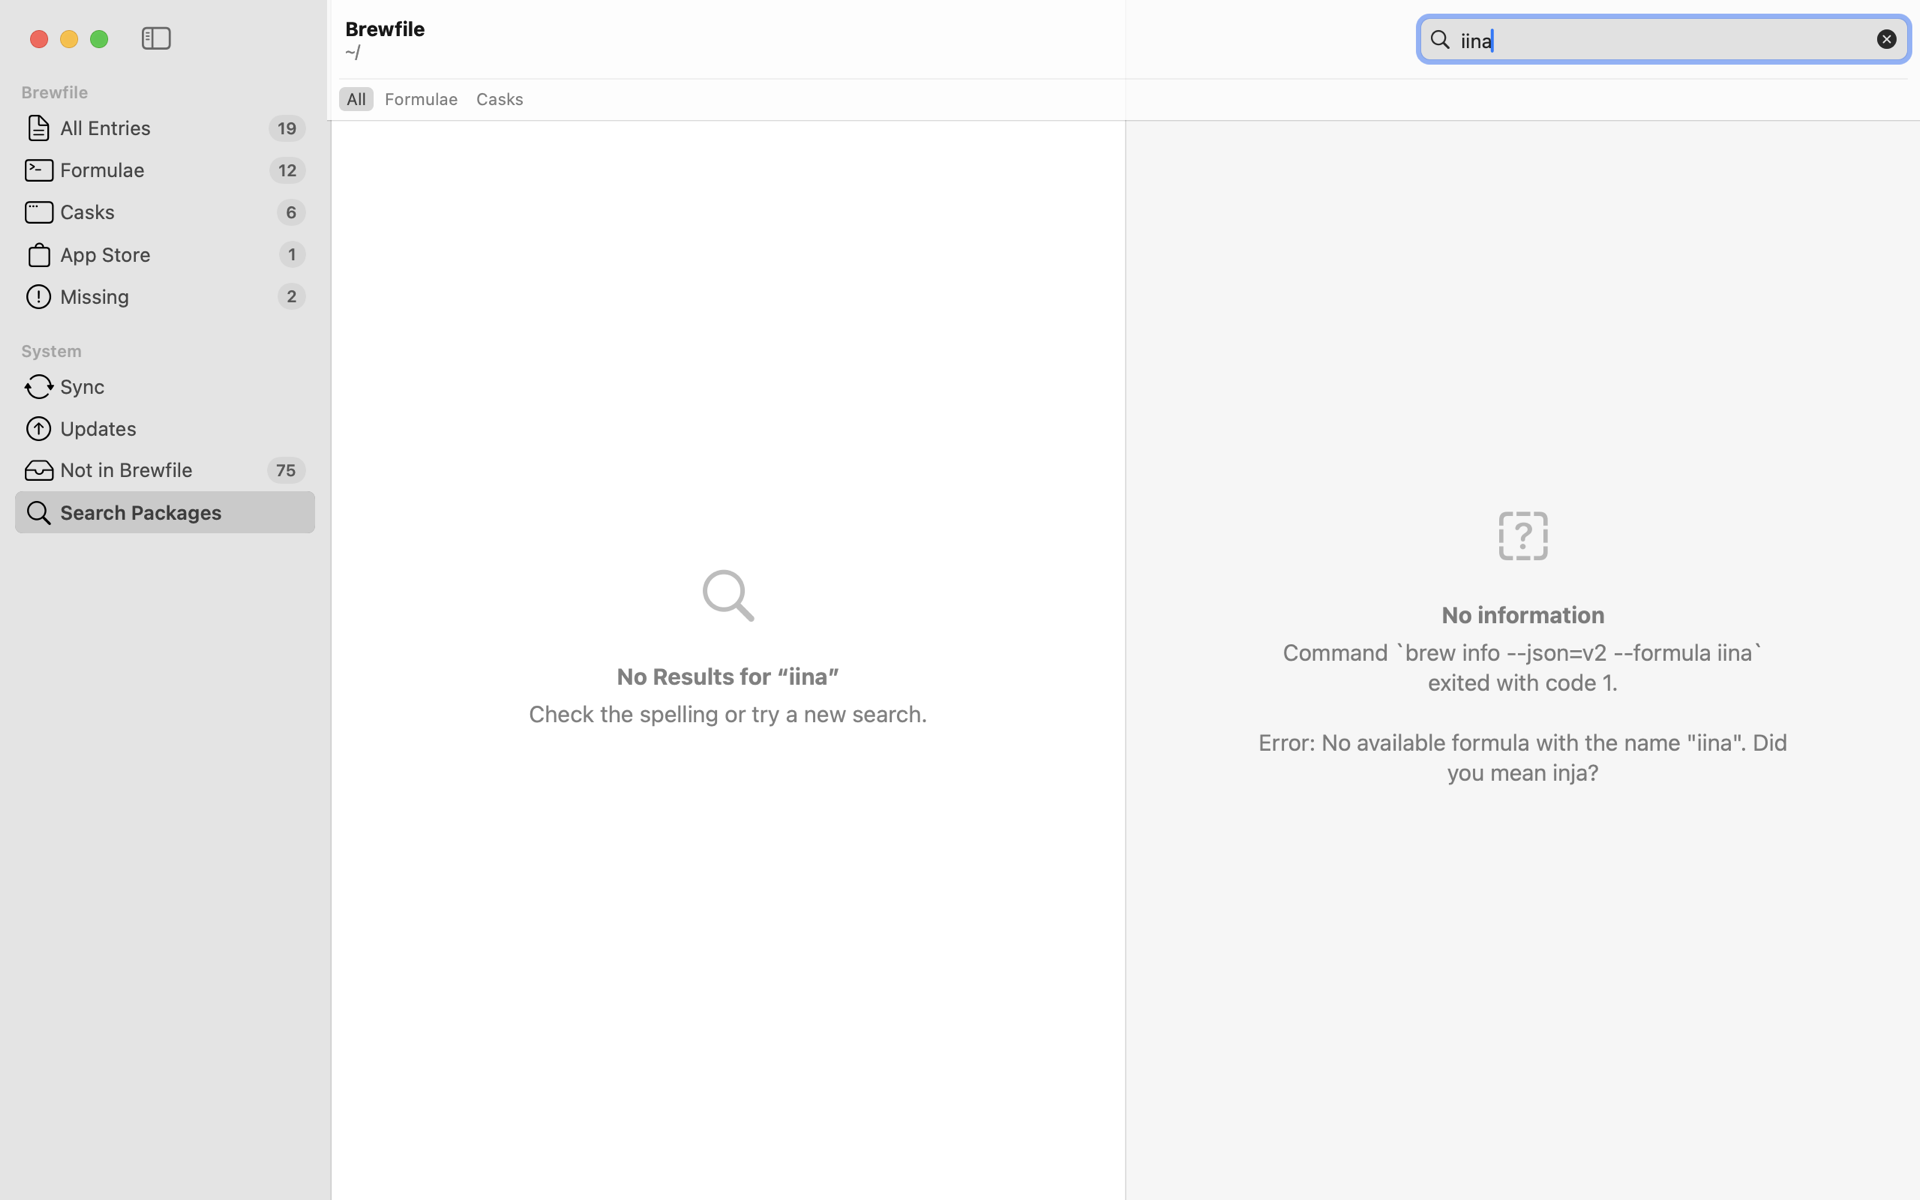 Brewfile
All Entries 19
Formulae 12
Casks 6
App Store 1
Missing 2
System
Sync
Updates
Not in Brewfile 75
Search Packages
Brewfile
~/
iina
All Formulae Casks
No Results for “iina”
Check the spelling or try a new search.
No information
Command `brew info --json=v2 --formula iina`
exited with code 1.
Error: No available formula with the name "iina". Did
you mean inja?